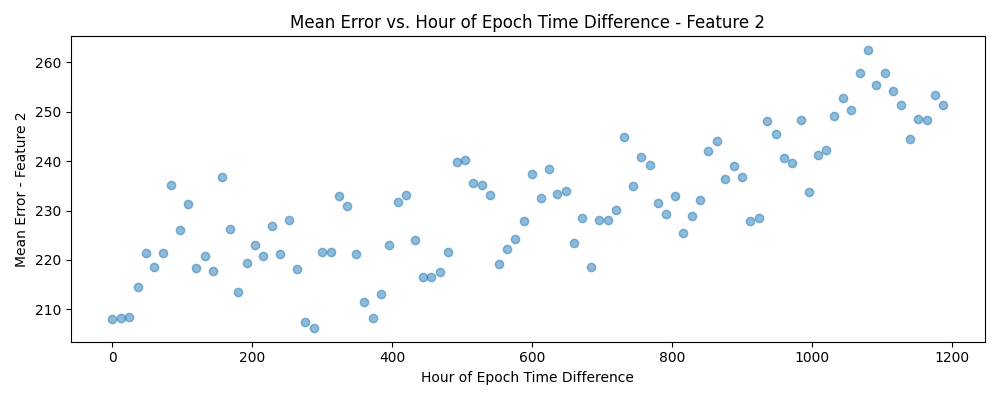 Mean Error vs. Hour of Epoch Time Difference - Feature 2
Mean Error - Feature 2
260
250
240
230
220
210
0 200 400 600 800 1000 1200
Hour of Epoch Time Difference